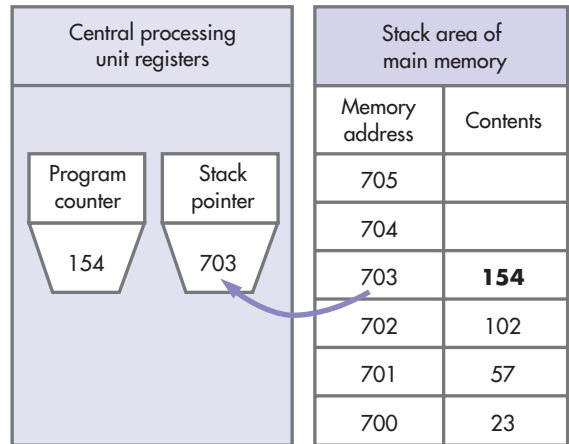 Central processing
unit registers
Program
counter
154
Stack
pointer
703
Stack area of
main memory
Memory
address
Contents
705
704
703 154
702 102
701 57
700 23